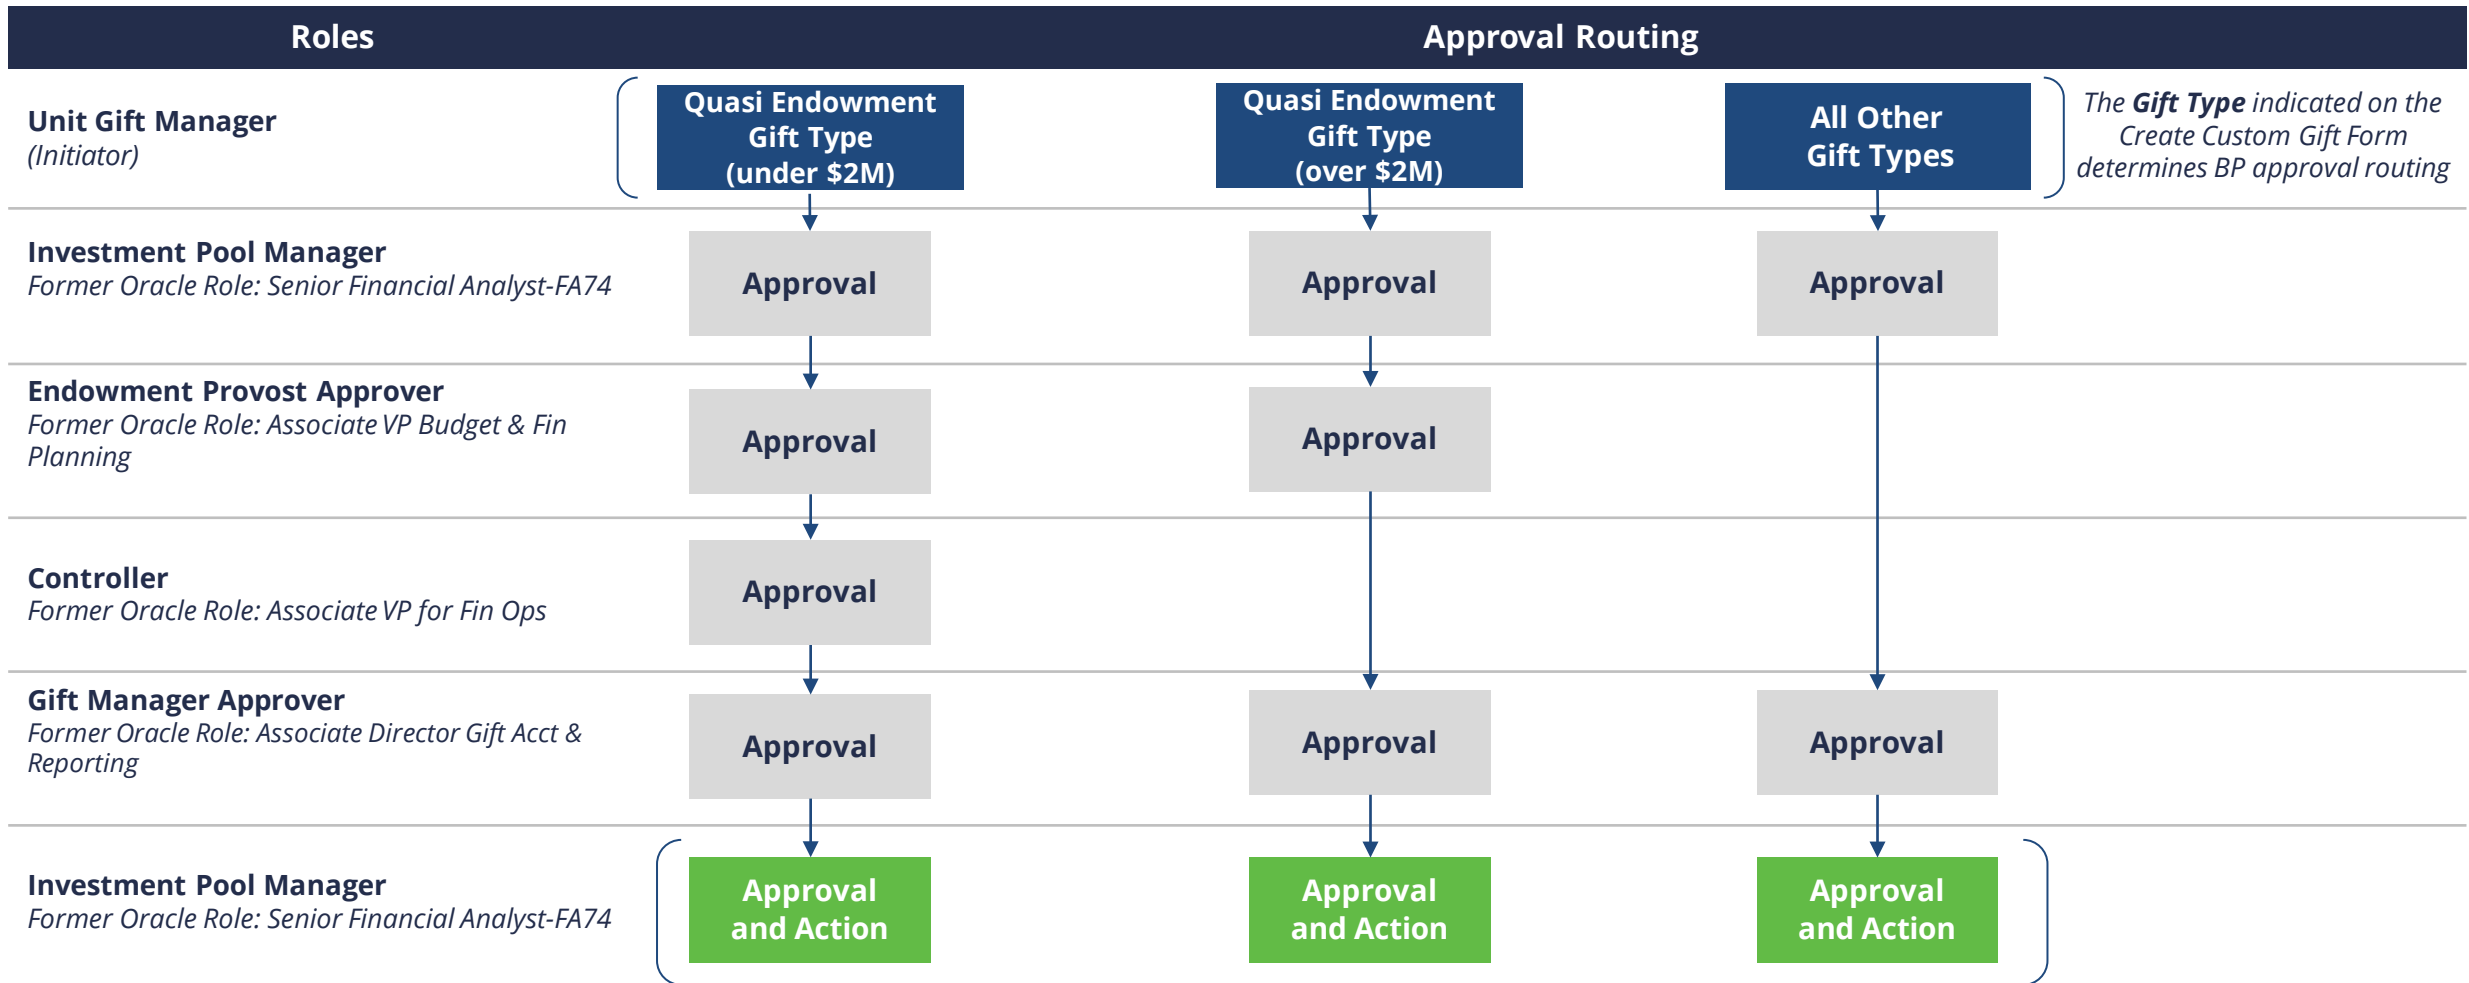 Roles
Approval Routing
Unit Gift Manager
(Initiator)
Quasi Endowment
Gift Type
(under $2M)
Quasi Endowment
Gift Type
(over $2M)
All Other
Gift Types
The Gift Type indicated on the
Create Custom Gift Form
determines BP approval routing
Investment Pool Manager
Former Oracle Role: Senior Financial Analyst-FA74
Approval
Approval
Approval
Endowment Provost Approver
Former Oracle Role: Associate VP Budget & Fin
Planning
Approval
Approval
Controller
Former Oracle Role: Associate VP for Fin Ops
Approval
Gift Manager Approver
Former Oracle Role: Associate Director Gift Acct &
Reporting
Approval
Approval
Approval
Investment Pool Manager
Former Oracle Role: Senior Financial Analyst-FA74
Approval
and Action
Approval
and Action
Approval
and Action